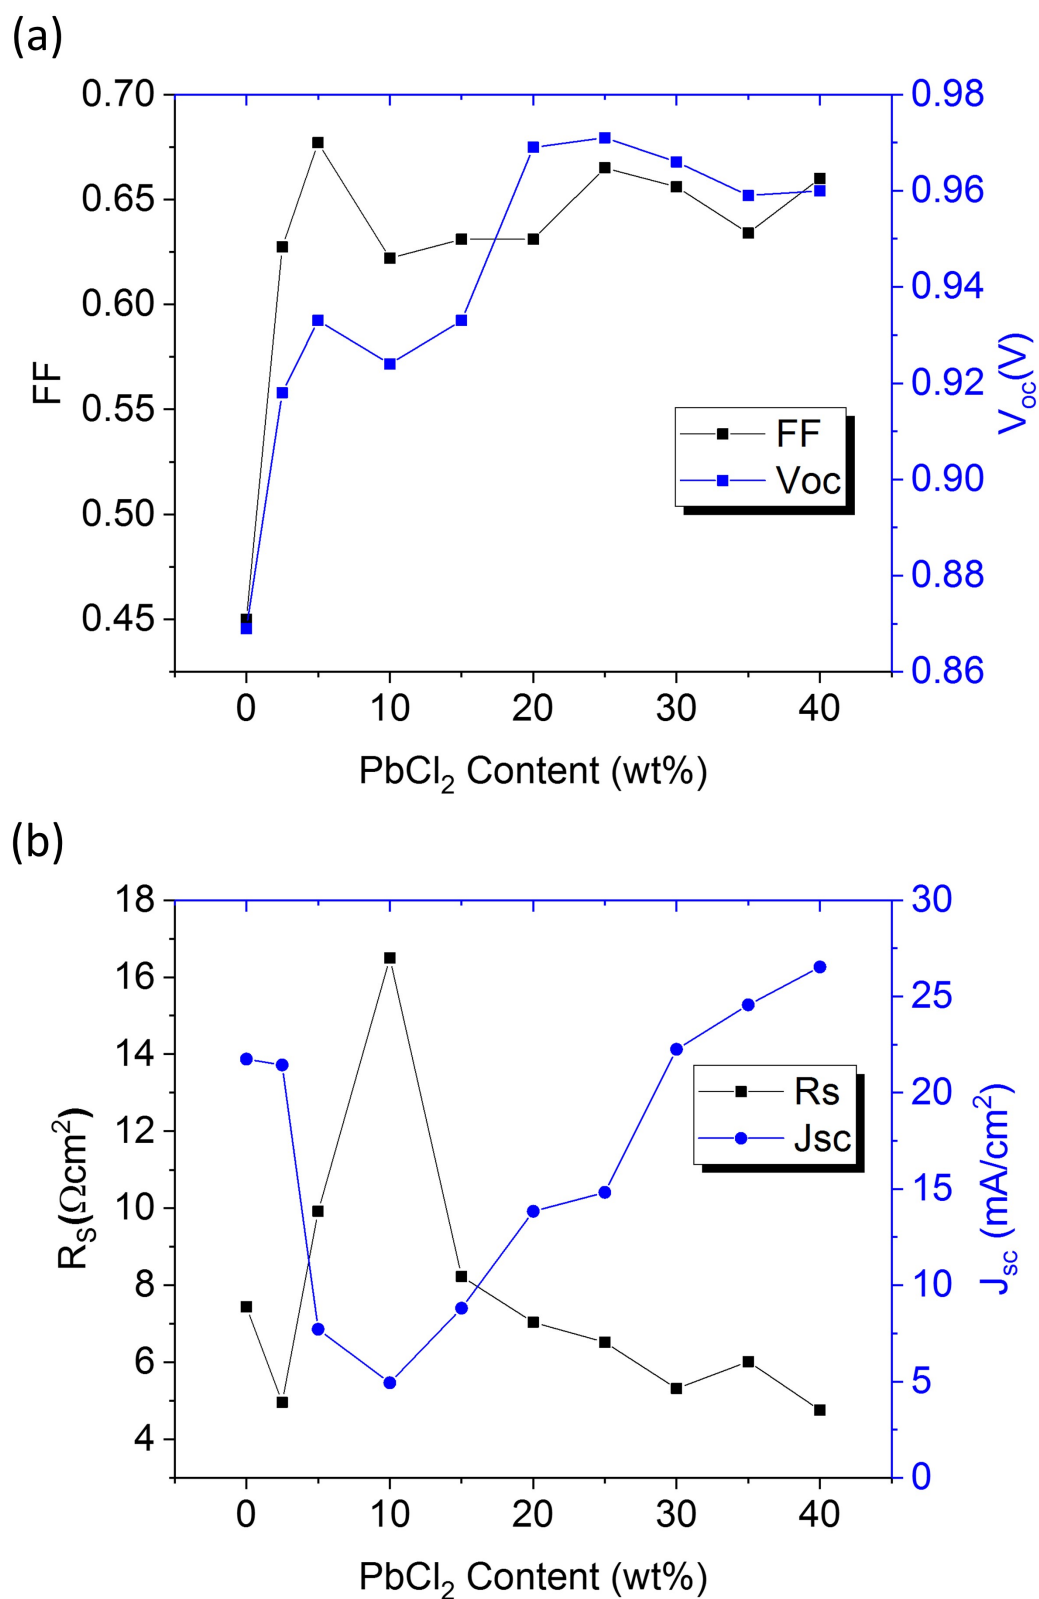 (a)
0.70
0.65
0.60
0.55
0.50
0.45
FF
0.98
0.96
0.94
0.92
0.90
0.88
0.86
V_oc(V)
FF
Voc
0 10 20 30 40
PbCl₂ Content (wt%)
(b)
18
16
14
12
10
8
6
4
R_S(Ωcm²)
30
25
20
15
10
5
0
J_sc (mA/cm²)
Rs
Jsc
0 10 20 30 40
PbCl₂ Content (wt%)